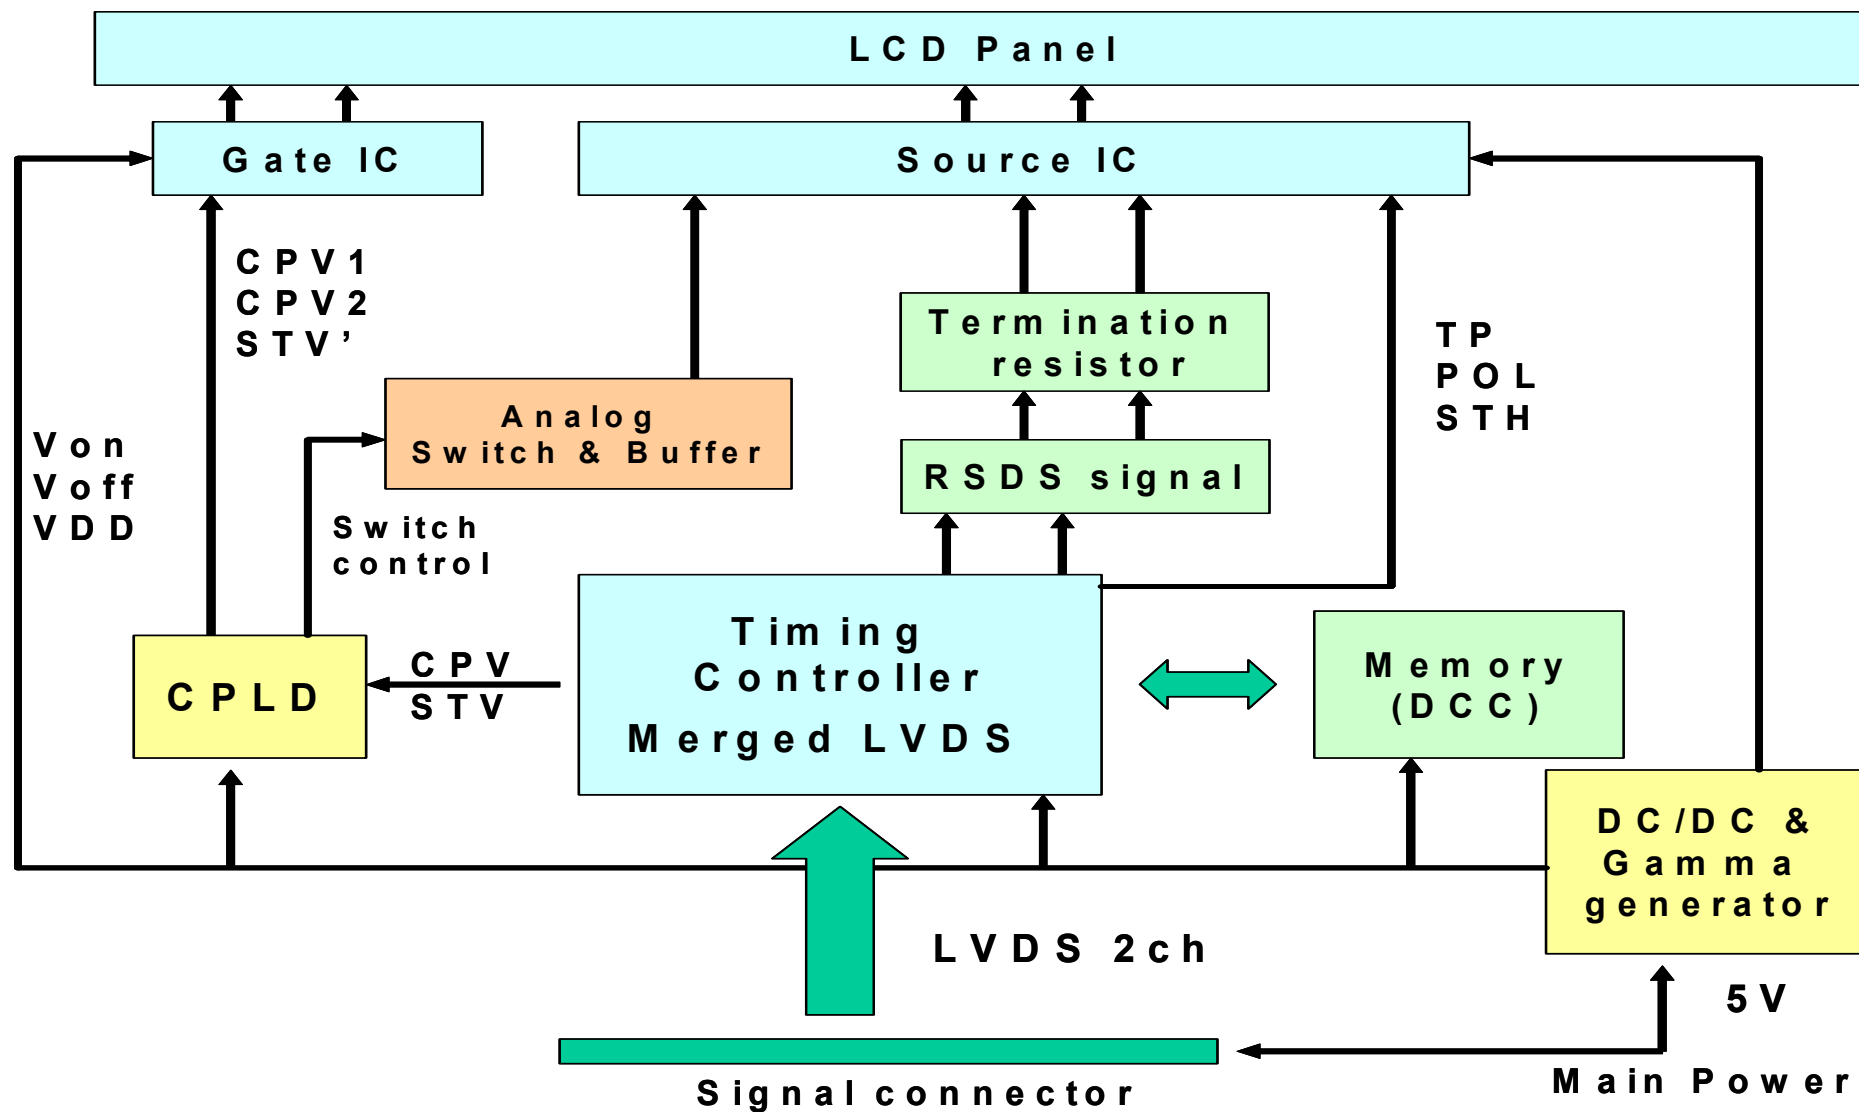 LCD Panel
Gate IC
Source IC
CPV1
CPV2
STV’
Termination
resistor
TP
POL
STH
Analog
Switch & Buffer
Von
Voff
VDD
RSDS signal
Switch
control
Timing
Controller
Merged LVDS
CPV
STV
CPLD
Memory
(DCC)
DC/DC &
Gamma
generator
LVDS 2ch
5V
Main Power
Signal connector